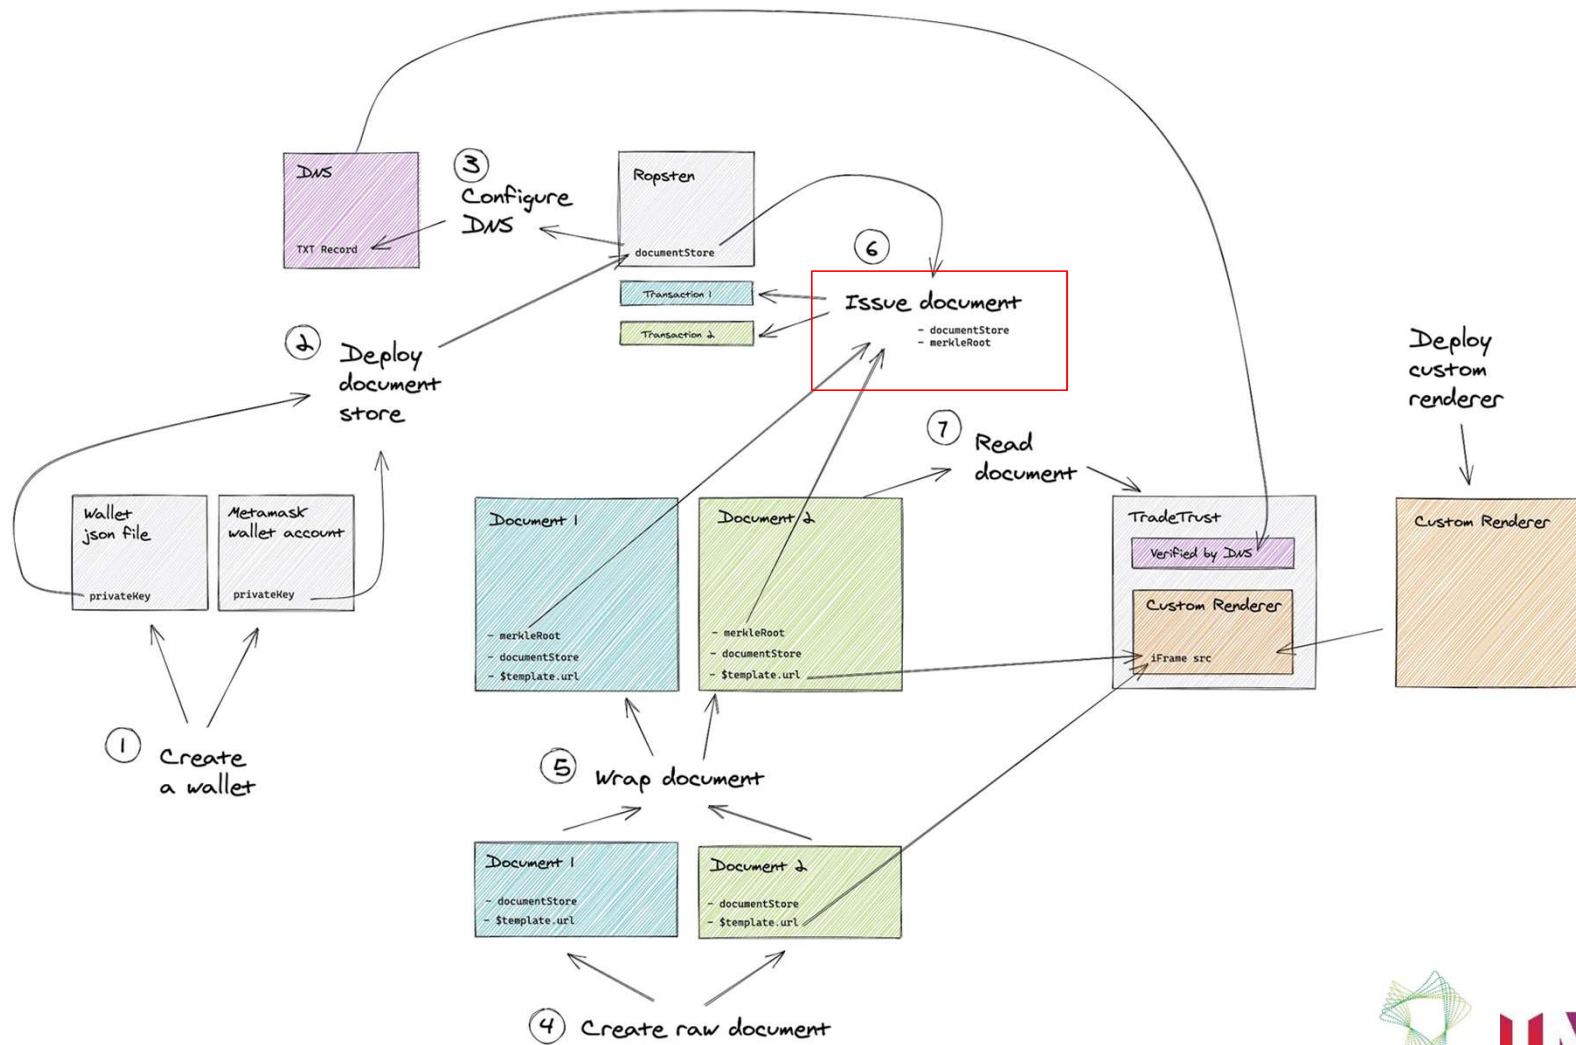 DNS
TXT Record
3
Configure
DNS
Ropsten
documentStore
Transaction 1
Transaction 2
6
Issue document
- documentStore
- merkleRoot
2
Deploy
document
store
Deploy
custom
renderer
7
Read
document
Wallet
json file
privateKey
Metamask
wallet account
privateKey
Document 1
- merkleRoot
- documentStore
- $template.url
Document 2
- merkleRoot
- documentStore
- $template.url
TradeTrust
Verified by DNS
Custom Renderer
iFrame src
Custom Renderer
1
Create
a wallet
5
Wrap document
Document 1
- documentStore
- $template.url
Document 2
- documentStore
- $template.url
4
Create raw document